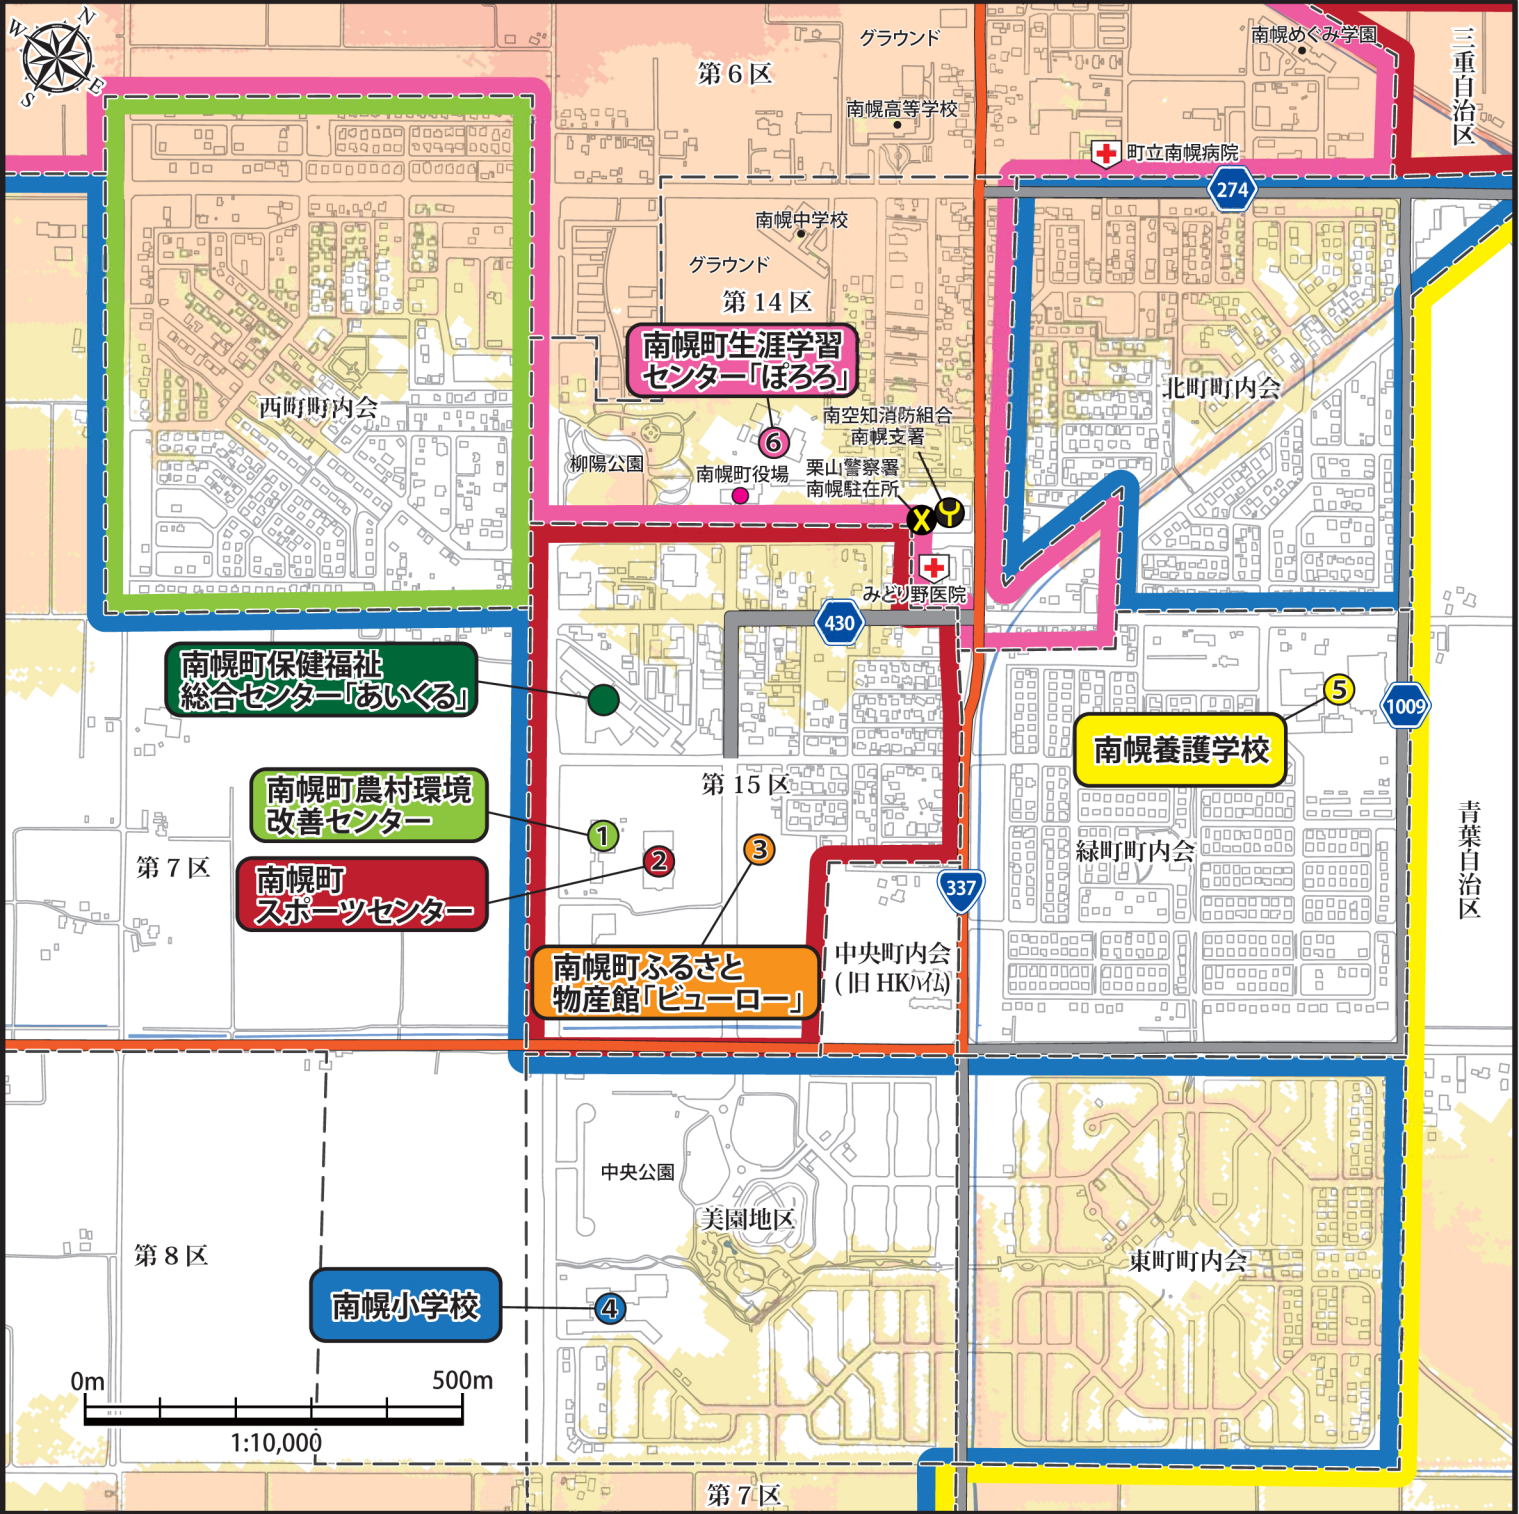 N
W
E
S
グラウンド
南幌めぐみ学園
三重自治区
第6区
南幌高等学校
町立南幌病院
274
南幌中学校
グラウンド
第14区
南幌町生涯学習
センター「ぽろろ」
西町町内会
北町町内会
南空知消防組合
南幌支署
6
柳陽公園
南幌町役場
栗山警察署
南幌駐在所
X
Y
みどり野医院
430
南幌町保健福祉
総合センター「あいくる」
5
1009
南幌養護学校
第15区
南幌町農村環境
改善センター
1
2
3
青葉自治区
緑町町内会
第7区
南幌町
スポーツセンター
337
中央町内会
(旧HKハイム)
南幌町ふるさと
物産館「ビューロー」
中央公園
美園地区
第8区
東町町内会
南幌小学校
4
0m
500m
1:10,000
第7区